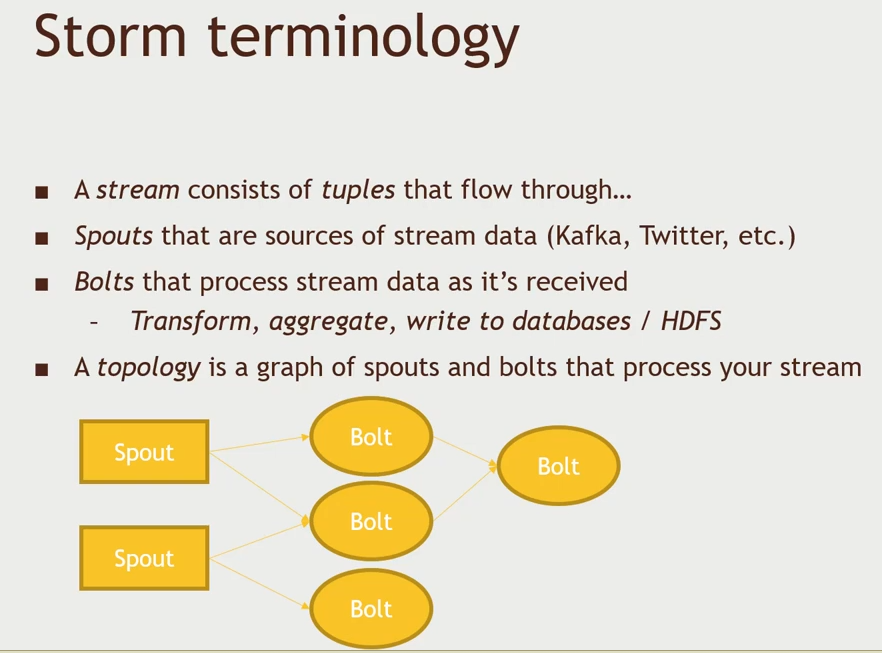 Storm terminology
■ A stream consists of tuples that flow through…
■ Spouts that are sources of stream data (Kafka, Twitter, etc.)
■ Bolts that process stream data as it’s received
– Transform, aggregate, write to databases / HDFS
■ A topology is a graph of spouts and bolts that process your stream
Spout
Bolt
Bolt
Bolt
Spout
Bolt